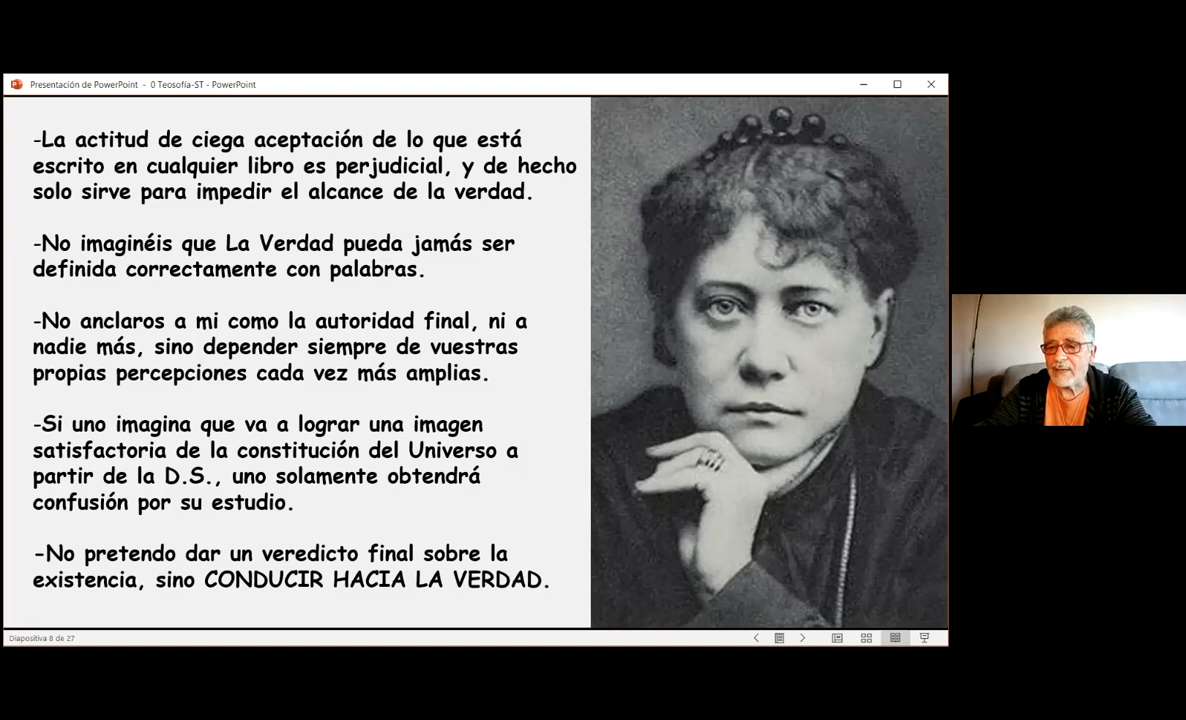 Presentación de PowerPoint - 0 Teosofía-ST - PowerPoint
-La actitud de ciega aceptación de lo que está
escrito en cualquier libro es perjudicial, y de hecho
solo sirve para impedir el alcance de la verdad.
-No imaginéis que La Verdad pueda jamás ser
definida correctamente con palabras.
-No anclaros a mi como la autoridad final, ni a
nadie más, sino depender siempre de vuestras
propias percepciones cada vez más amplias.
-Si uno imagina que va a lograr una imagen
satisfactoria de la constitución del Universo a
partir de la D.S., uno solamente obtendrá
confusión por su estudio.
-No pretendo dar un veredicto final sobre la
existencia, sino CONDUCIR HACIA LA VERDAD.
Diapositiva 8 de 27